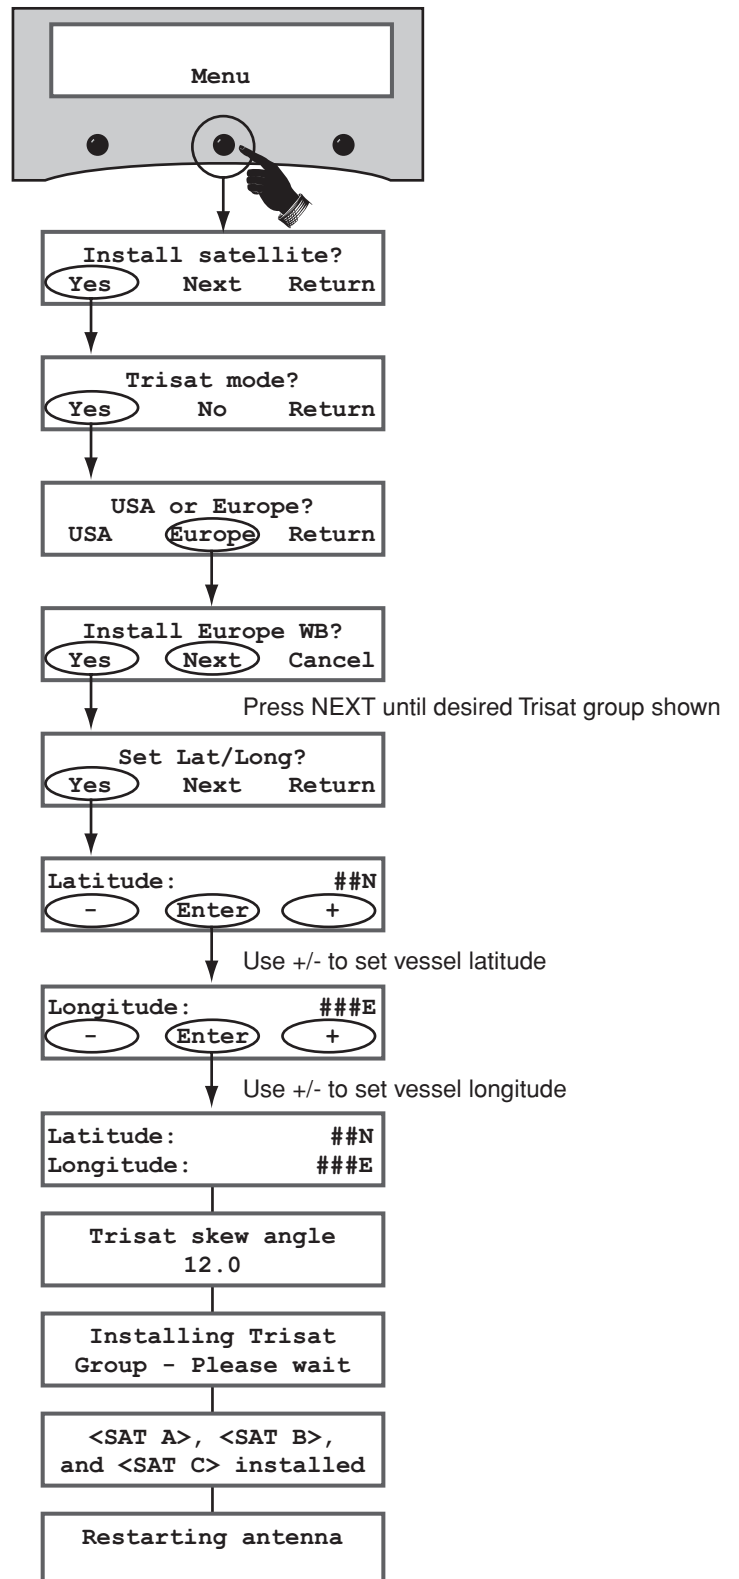 Menu
Install satellite?
Yes Next Return
Trisat mode?
Yes No Return
USA or Europe?
USA Europe Return
Install Europe WB?
Yes Next Cancel
Press NEXT until desired Trisat group shown
Set Lat/Long?
Yes Next Return
Latitude: ##N
- Enter +
Use +/- to set vessel latitude
Longitude: ###E
- Enter +
Use +/- to set vessel longitude
Latitude: ##N
Longitude: ###E
Trisat skew angle
12.0
Installing Trisat
Group - Please wait
<SAT A>, <SAT B>,
and <SAT C> installed
Restarting antenna